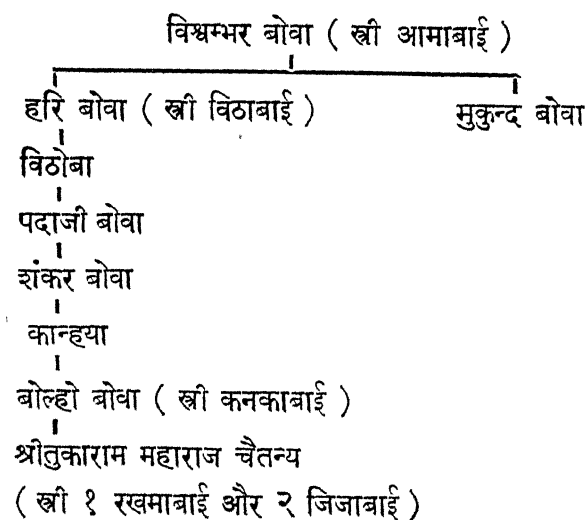 विश्वम्भर बोवा ( स्त्री आमाबाई )
हरि बोवा ( स्त्री विठाबाई ) मुकुन्द बोवा
विठोबा
पदाजी बोवा
शंकर बोवा
कान्हया
बोल्हो बोवा ( स्त्री कनकाबाई )
श्रीतुकाराम महाराज चैतन्य
( स्त्री १ रखमाबाई और २ जिजाबाई )